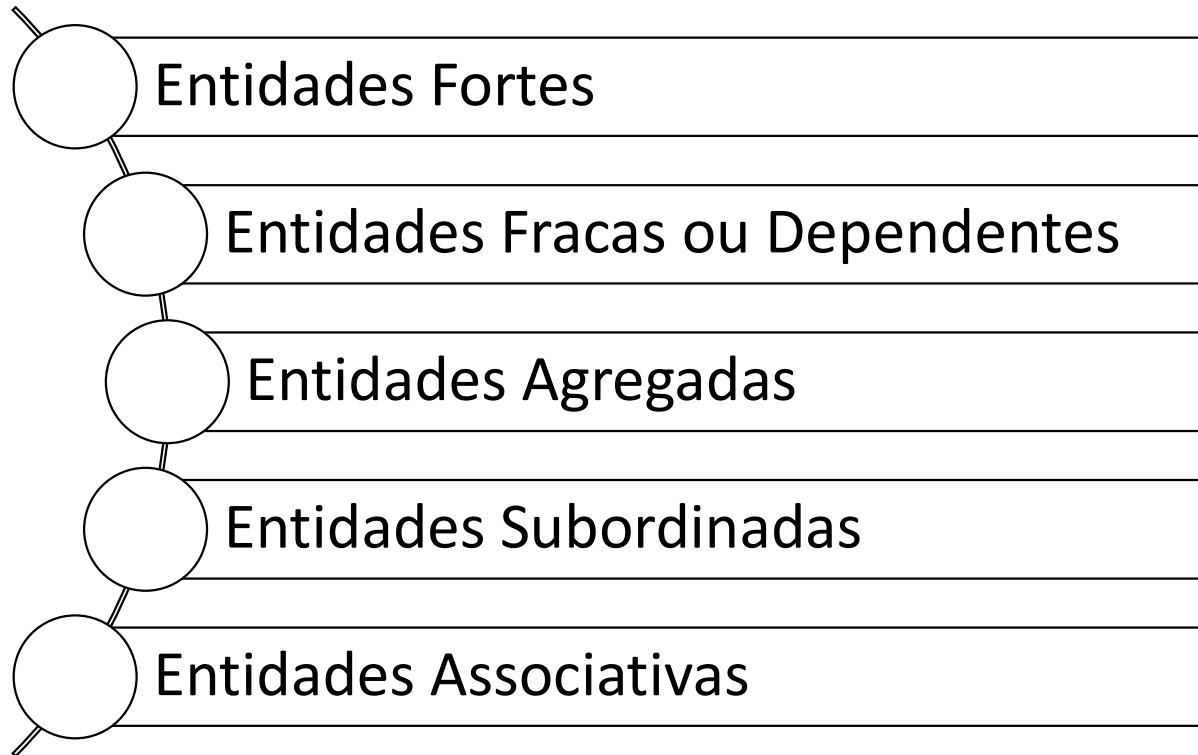 Entidades Fortes
Entidades Fracas ou Dependentes
Entidades Agregadas
Entidades Subordinadas
Entidades Associativas